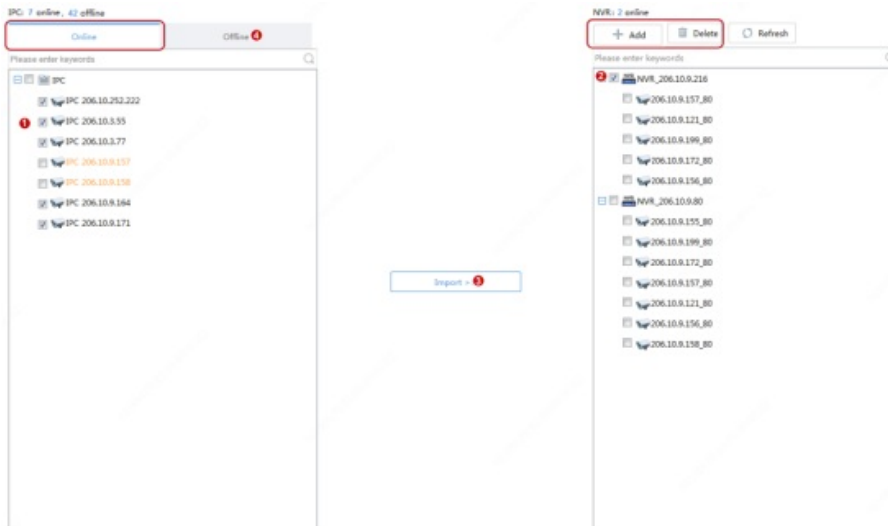 IPC: 7 online, 42 offline
Online
Offline 4
Please enter keywords
IPC
IPC 206.10.252.222
1 IPC 206.10.3.55
IPC 206.10.3.77
IPC 206.10.9.157
IPC 206.10.9.158
IPC 206.10.9.164
IPC 206.10.9.171
Import > 3
NVR: 2 online
Add
Delete
Refresh
Please enter keywords
2 NVR_206.10.9.216
206.10.9.157_80
206.10.9.121_80
206.10.9.199_80
206.10.9.172_80
206.10.9.156_80
NVR_206.10.9.80
206.10.9.155_80
206.10.9.199_80
206.10.9.172_80
206.10.9.157_80
206.10.9.121_80
206.10.9.156_80
206.10.9.158_80